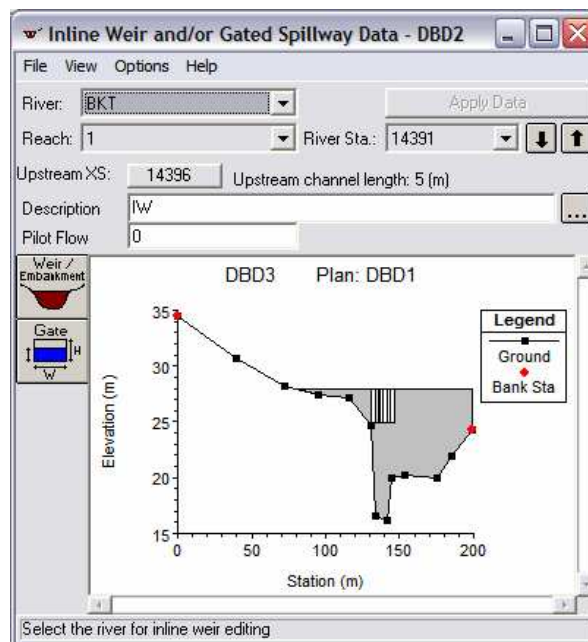 Inline Weir and/or Gated Spillway Data - DBD2
File View Options Help
River: BKT Apply Data
Reach: 1 River Sta.: 14391
Upstream XS: 14396 Upstream channel length: 5 (m)
Description IW ...
Pilot Flow 0
Weir /
Embankment
Gate
H
W
DBD3 Plan: DBD1
Legend
Ground
Bank Sta
Elevation (m)
35
30
25
20
15
0 50 100 150 200
Station (m)
Select the river for inline weir editing